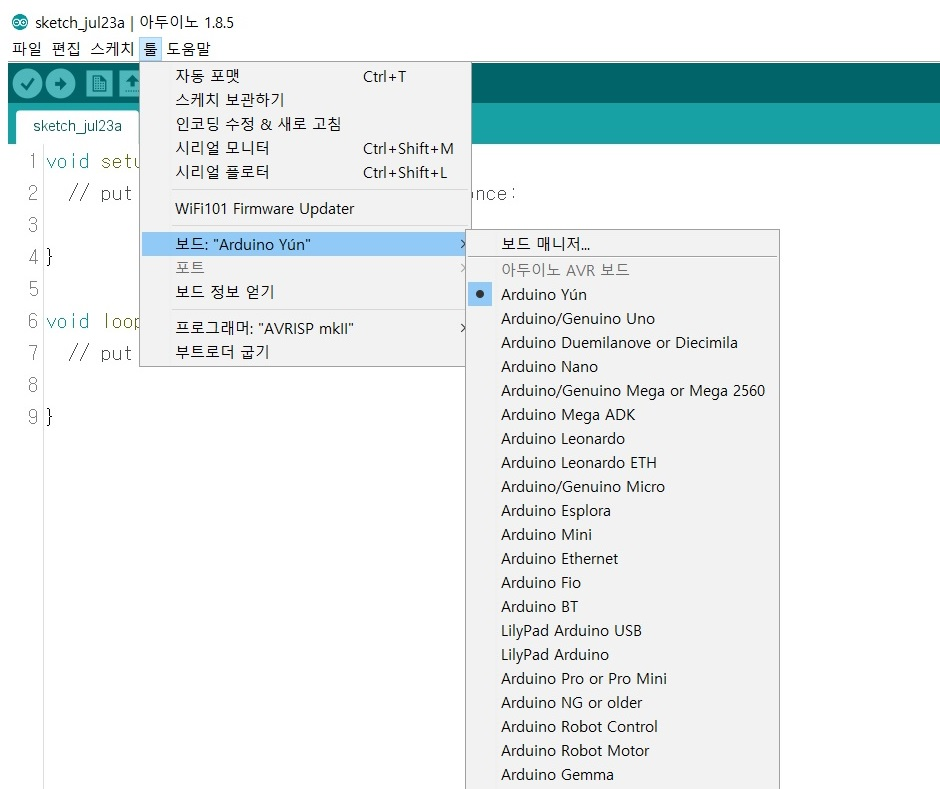 sketch_jul23a | 아두이노 1.8.5
파일 편집 스케치 툴 도움말
자동 포맷 Ctrl+T
스케치 보관하기
인코딩 수정 & 새로 고침
시리얼 모니터 Ctrl+Shift+M
시리얼 플로터 Ctrl+Shift+L
WiFi101 Firmware Updater
보드: "Arduino Yún"
포트
보드 정보 얻기
프로그래머: "AVRISP mkII"
부트로더 굽기
sketch_jul23a
1 void setu
2 // put once:
3
4 }
5
6 void loop
7 // put
8
9 }
보드 매니저...
아두이노 AVR 보드
Arduino Yún
Arduino/Genuino Uno
Arduino Duemilanove or Diecimila
Arduino Nano
Arduino/Genuino Mega or Mega 2560
Arduino Mega ADK
Arduino Leonardo
Arduino Leonardo ETH
Arduino/Genuino Micro
Arduino Esplora
Arduino Mini
Arduino Ethernet
Arduino Fio
Arduino BT
LilyPad Arduino USB
LilyPad Arduino
Arduino Pro or Pro Mini
Arduino NG or older
Arduino Robot Control
Arduino Robot Motor
Arduino Gemma